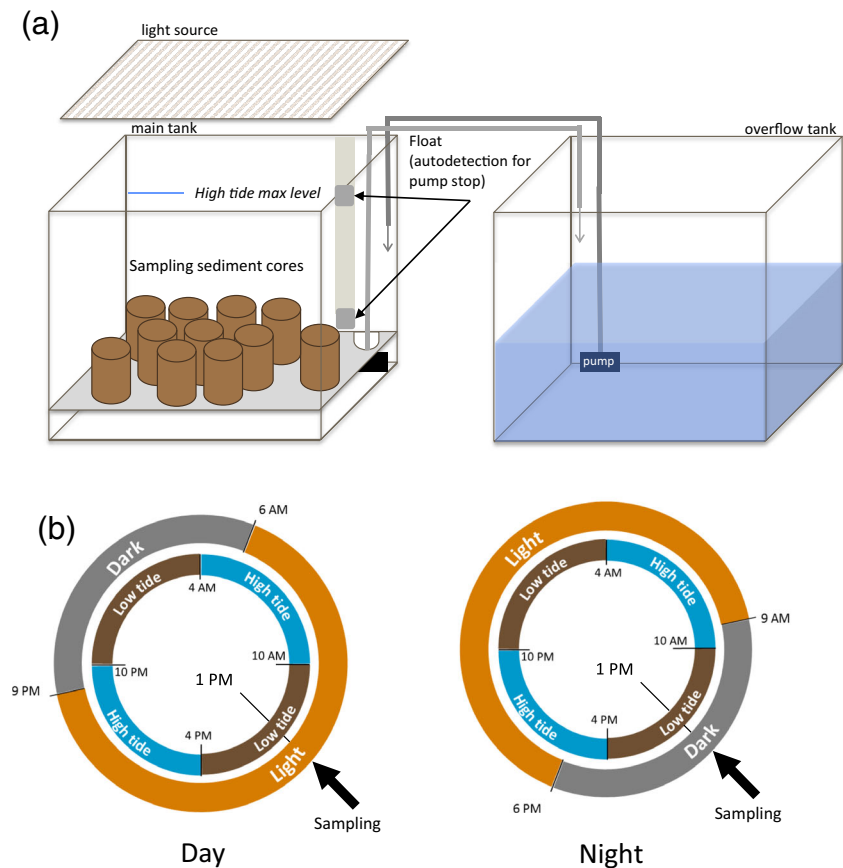 (a)
light source
main tank
overflow tank
Float
(autodetection for
pump stop)
High tide max level
Sampling sediment cores
pump
(b)
6 AM
Dark
Low tide
High tide
4 AM
10 AM
10 PM
1 PM
9 PM
4 PM
High tide
Low tide
Light
Sampling
Day
Light
Low tide
High tide
4 AM
9 AM
10 AM
10 PM
1 PM
4 PM
High tide
Low tide
Dark
6 PM
Sampling
Night